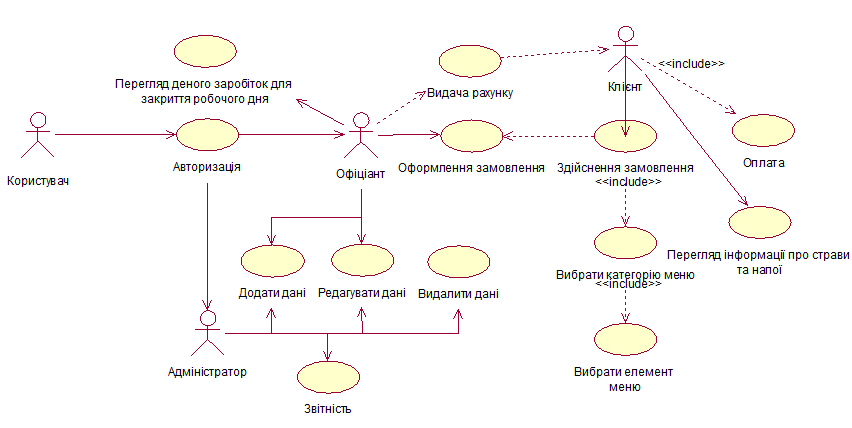 <<include>>
Перегляд деного заробіток для
закриття робочого дня
Видача рахунку
Клієнт
Користувач
Авторизація
Офіціант
Оформлення замовлення
Здійснення замовлення
<<include>>
Оплата
Перегляд інформації про страви
та напої
Додати дані
Редагувати дані
Видалити дані
Вибрати категорію меню
<<include>>
Адміністратор
Звітність
Вибрати елемент
меню